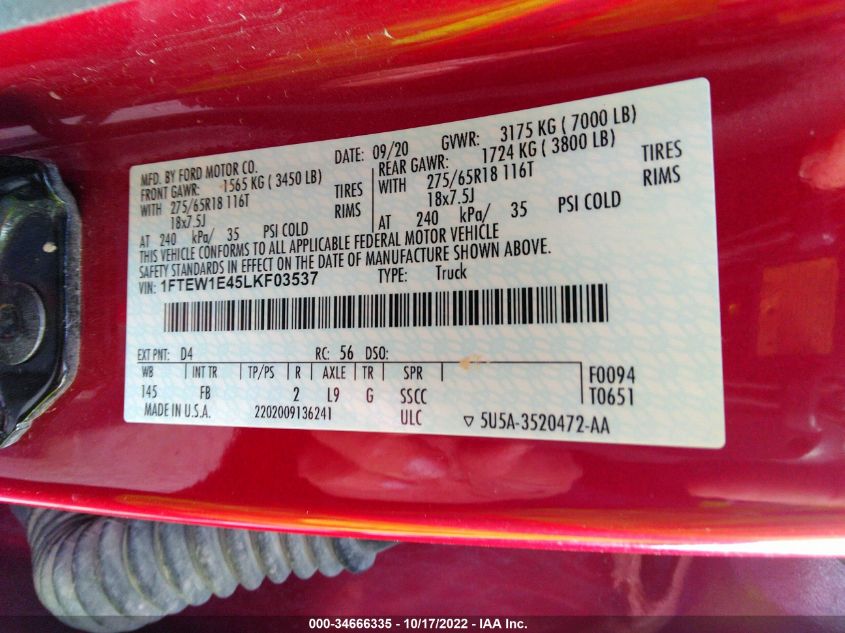 MFD. BY FORD MOTOR CO.
DATE: 09/20 GVWR: 3175 KG ( 7000 LB)
FRONT GAWR: 1565 KG ( 3450 LB)
REAR GAWR: 1724 KG ( 3800 LB)
WITH 275/65R18 116T TIRES
WITH 275/65R18 116T TIRES
18x7.5J RIMS
18x7.5J RIMS
AT 240 kPa/ 35 PSI COLD
AT 240 kPa/ 35 PSI COLD
THIS VEHICLE CONFORMS TO ALL APPLICABLE FEDERAL MOTOR VEHICLE
SAFETY STANDARDS IN EFFECT ON THE DATE OF MANUFACTURE SHOWN ABOVE.
VIN: 1FTEW1E45LKF03537 TYPE: Truck
EXT PNT: D4 RC: 56 DSO:
WB INT TR TP/PS R AXLE TR SPR F0094
145 FB 2 L9 G SSCC T0651
MADE IN U.S.A. 2202009136241 ULC ▽ 5U5A-3520472-AA
000-34666335 - 10/17/2022 - IAA Inc.